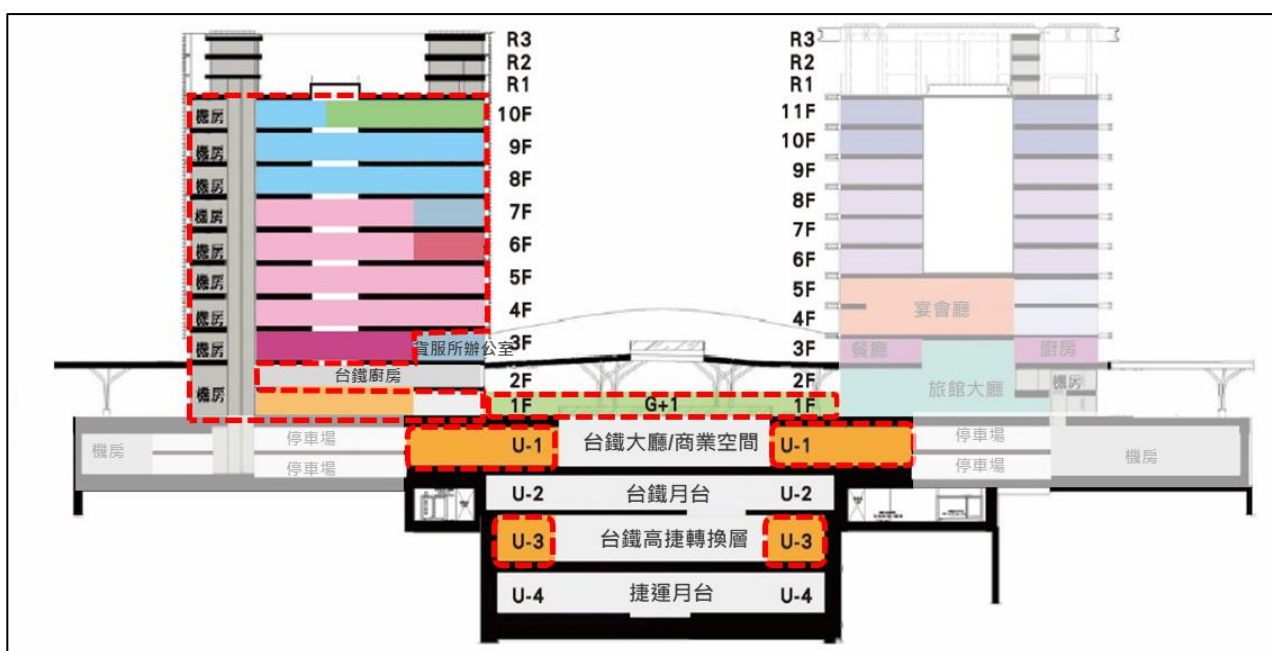 R3
R2
R1
機房 10F
機房 9F
機房 8F
機房 7F
機房 6F
機房 5F
機房 4F
機房 貨服所辦公室 3F
台鐵廚房 2F
機房 1F
G+1
R3
R2
R1
11F
10F
9F
8F
7F
6F
5F
宴會廳
4F
3F 餐廳 廚房
2F 旅館大廳 機房
1F
機房 停車場 U-1 台鐵大廳/商業空間 U-1 停車場 機房
停車場 停車場
U-2 台鐵月台 U-2
U-3 台鐵高捷轉換層 U-3
U-4 捷運月台 U-4